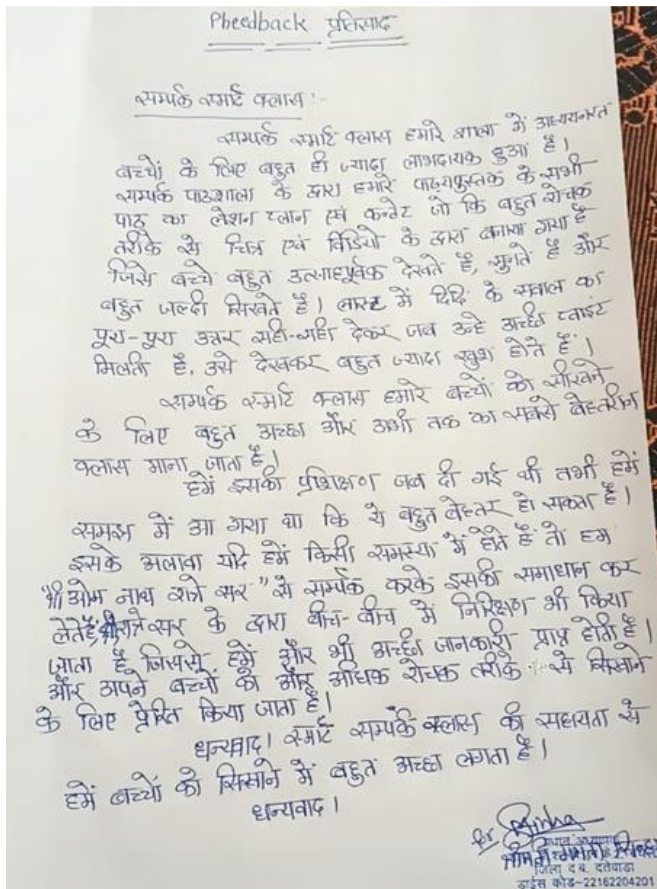 Pheedback प्रतिसाद
सम्पर्क स्मार्ट क्लास :-
सम्पर्क स्मार्ट क्लास हमारे शाला में अध्ययनरत
बच्चों के लिए बहुत ही ज्यादा लाभदायक हुआ है।
सम्पर्क पाठशाला के द्वारा हमारे पाठ्यपुस्तक के सभी
पाठ का लेशन प्लान एवं कन्टेट जो कि बहुत रोचक
तरीके से चित्र एवं विडियो के द्वारा बनाया गया है
जिसे बच्चे बहुत उत्साहपूर्वक देखते है, सुनते है और
बहुत जल्दी सिखते है। लास्ट में दिदि के सवाल का
पूरा-पूरा उत्तर सही-सही देकर जब उन्हे अच्छी प्वाइंट
मिलती है, उसे देखकर बहुत ज्यादा खुश होते है।
सम्पर्क स्मार्ट क्लास हमारे बच्चों को सीखने
के लिए बहुत अच्छा और अभी तक का सबसे बेहतरीन
क्लास माना जाता है।
हमें इसकी प्रशिक्षण जब दी गई थी तभी हमें
समझ में आ गया था कि ये बहुत बेहतर हो सकता है।
इसके अलावा यदि हमें किसी समस्या में होते हैं तो हम
"श्री ओम नाथ सर" से सम्पर्क करके इसकी समाधान कर
लेते है, सर के द्वारा बीच-बीच में निरिक्षण भी किया
जाता है जिससे हमें और भी अच्छी जानकारी प्राप्त होती है।
और अपने बच्चों को और अधिक रोचक तरीके से सिखाने
के लिए प्रेरित किया जाता है।
धन्यवाद। स्मार्ट सम्पर्क क्लास की सहायता से
हमें बच्चों को सिखाने में बहुत अच्छा लगता है।
धन्यवाद।
प्रधान अध्यापक
श्रीमती ममता सिन्हा
जिला द.ब. दंतेवाड़ा
डाईस कोड-22162204201